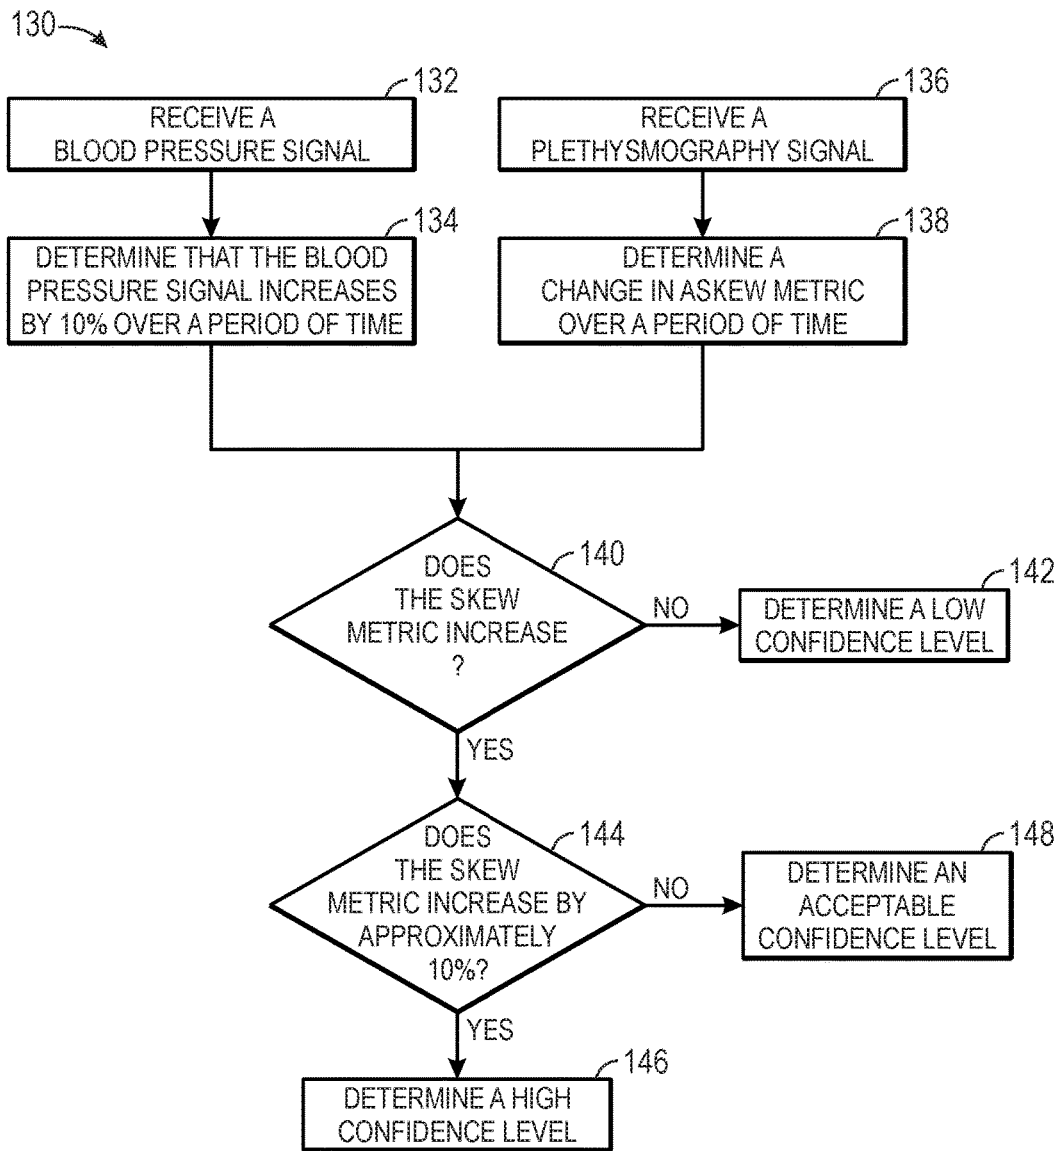 130
132
RECEIVE A
BLOOD PRESSURE SIGNAL
136
RECEIVE A
PLETHYSMOGRAPHY SIGNAL
134
DETERMINE THAT THE BLOOD
PRESSURE SIGNAL INCREASES
BY 10% OVER A PERIOD OF TIME
138
DETERMINE A
CHANGE IN ASKEW METRIC
OVER A PERIOD OF TIME
140
DOES
THE SKEW
METRIC INCREASE
?
NO
142
DETERMINE A LOW
CONFIDENCE LEVEL
YES
144
DOES
THE SKEW
METRIC INCREASE BY
APPROXIMATELY
10%?
NO
148
DETERMINE AN
ACCEPTABLE
CONFIDENCE LEVEL
YES
146
DETERMINE A HIGH
CONFIDENCE LEVEL